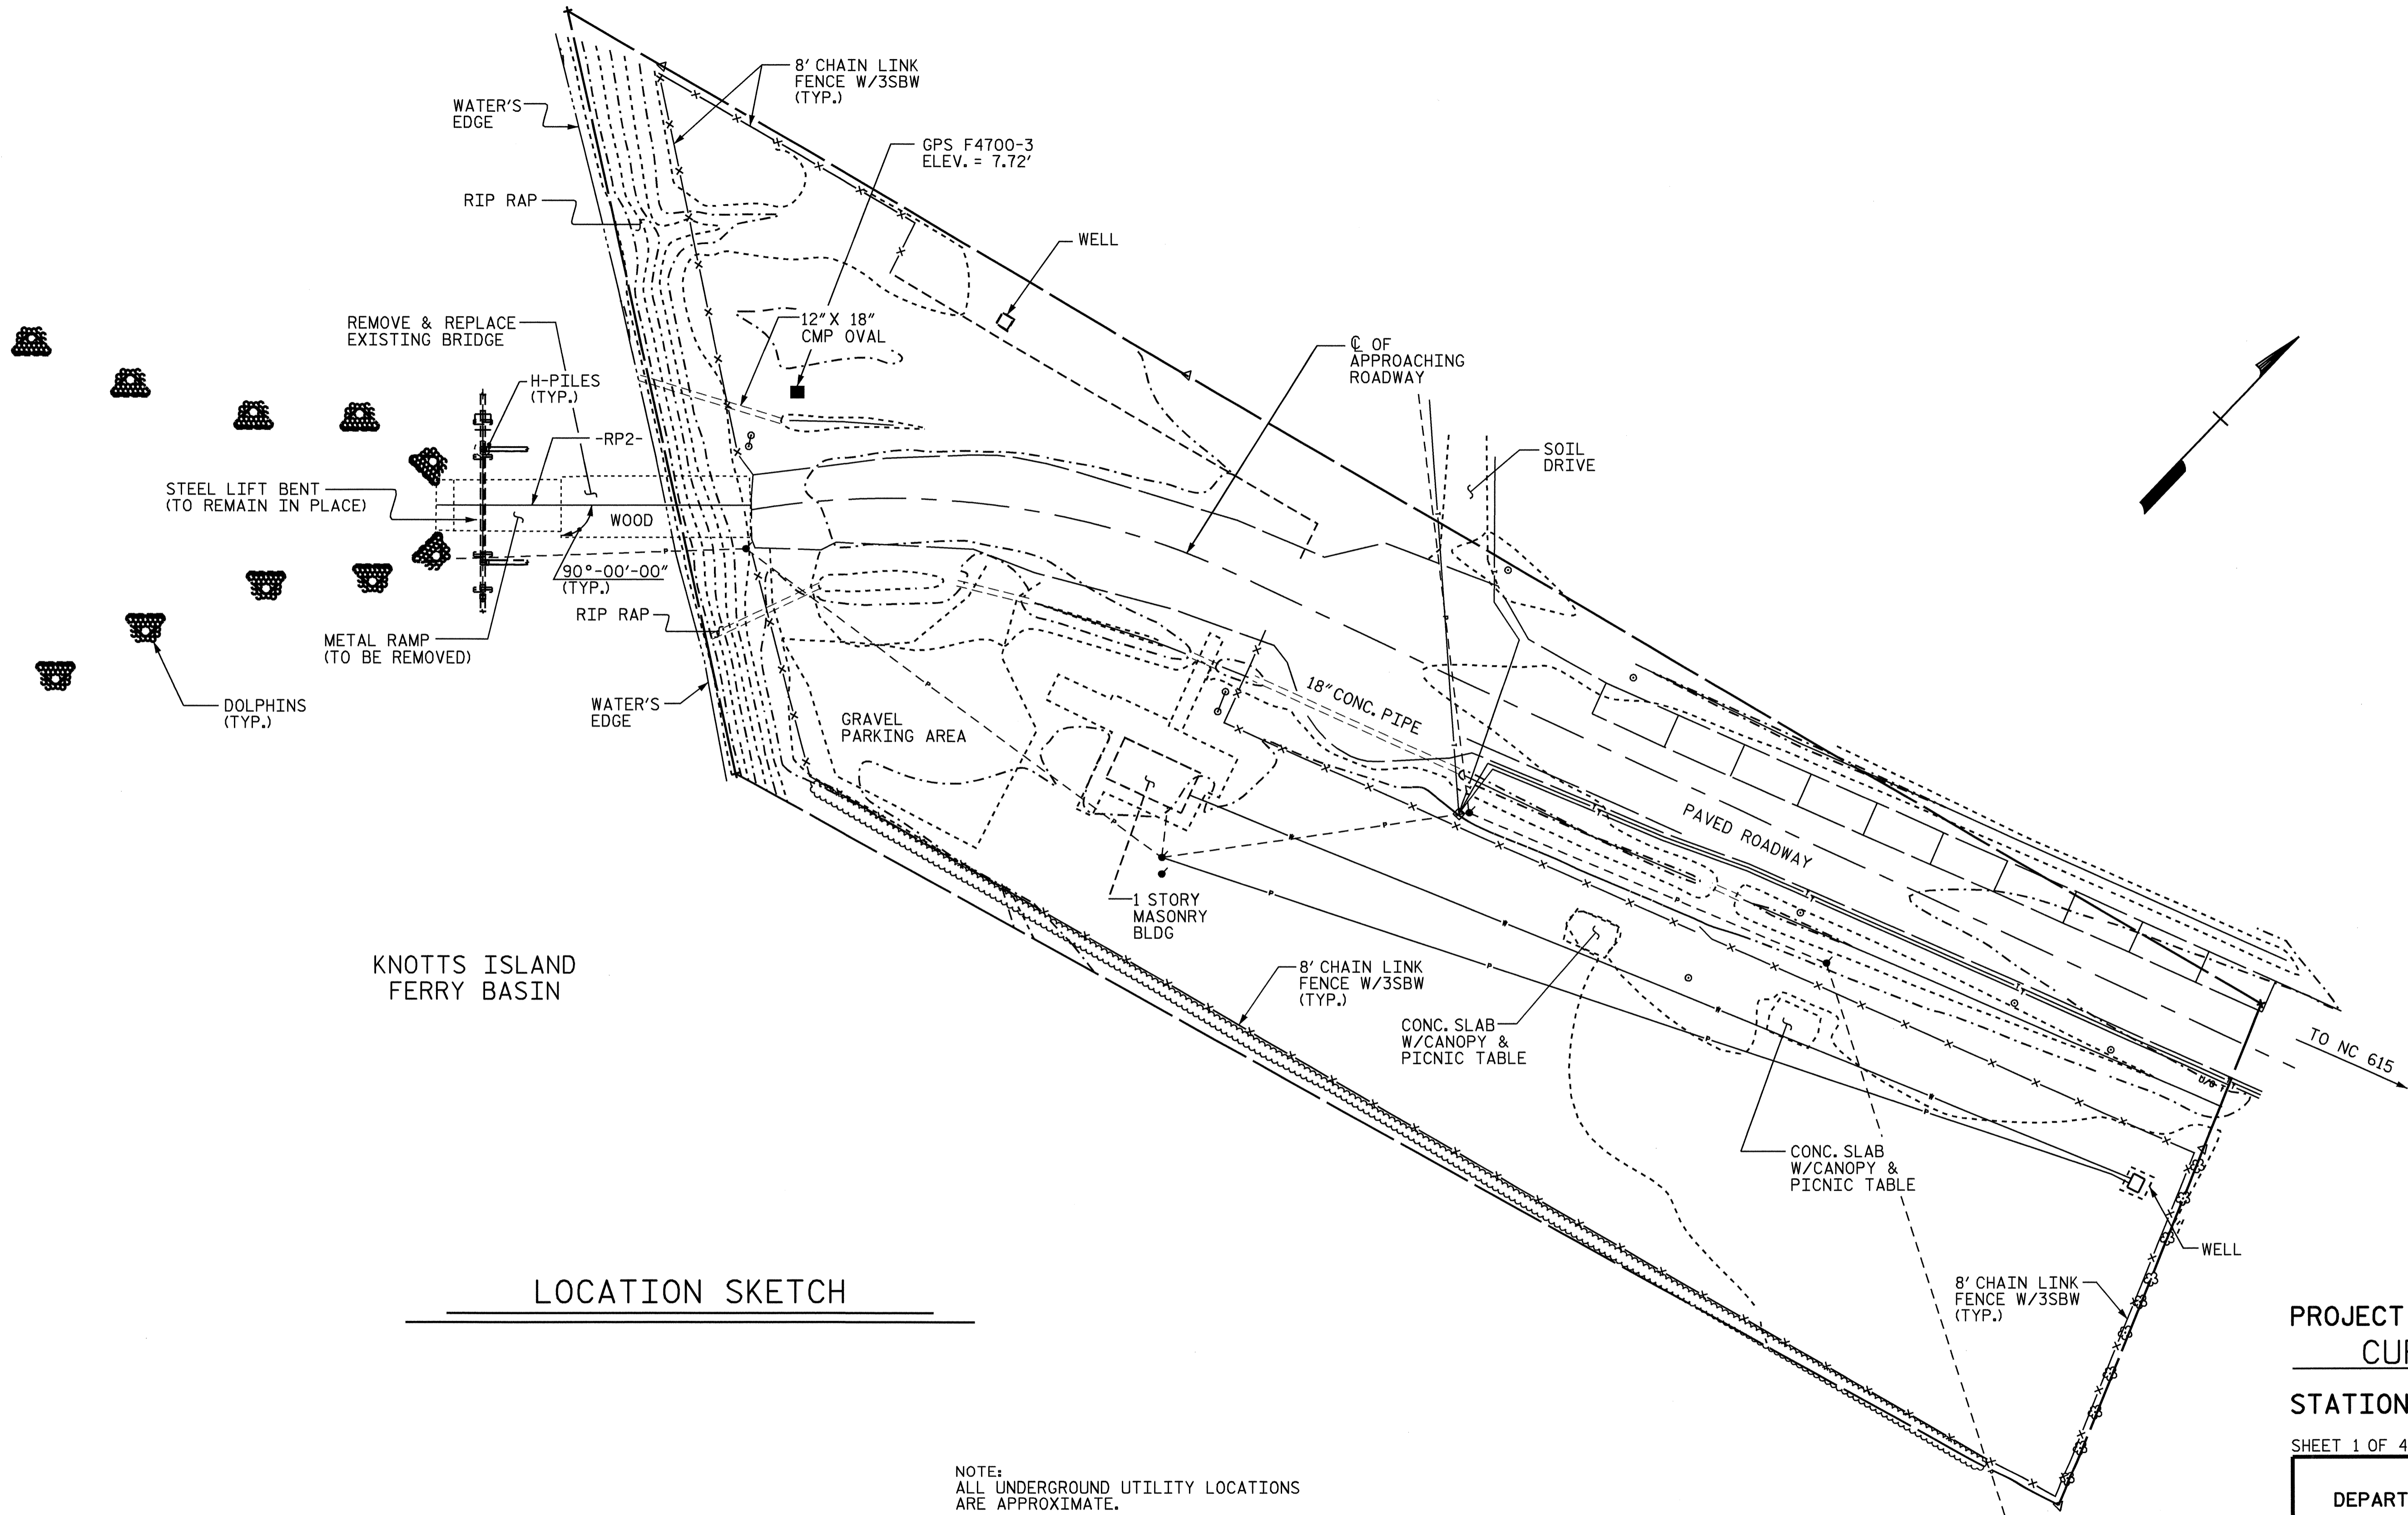 8' CHAIN LINK
FENCE W/3SBW
(TYP.)
WATER'S
EDGE
GPS F4700-3
ELEV. = 7.72'
RIP RAP
WELL
REMOVE & REPLACE
EXISTING BRIDGE
12" X 18"
CMP OVAL
℄ OF
APPROACHING
ROADWAY
H-PILES
(TYP.)
-RP2-
SOIL
DRIVE
STEEL LIFT BENT
(TO REMAIN IN PLACE)
WOOD
90°-00'-00"
(TYP.)
RIP RAP
METAL RAMP
(TO BE REMOVED)
DOLPHINS
(TYP.)
WATER'S
EDGE
GRAVEL
PARKING AREA
18" CONC. PIPE
PAVED ROADWAY
1 STORY
MASONRY
BLDG
KNOTTS ISLAND
FERRY BASIN
8' CHAIN LINK
FENCE W/3SBW
(TYP.)
CONC. SLAB
W/CANOPY &
PICNIC TABLE
TO NC 615
CONC. SLAB
W/CANOPY &
PICNIC TABLE
WELL
8' CHAIN LINK
FENCE W/3SBW
(TYP.)
LOCATION SKETCH
NOTE:
ALL UNDERGROUND UTILITY LOCATIONS
ARE APPROXIMATE.
PROJECT
CUR
STATION
SHEET 1 OF 4
DEPART